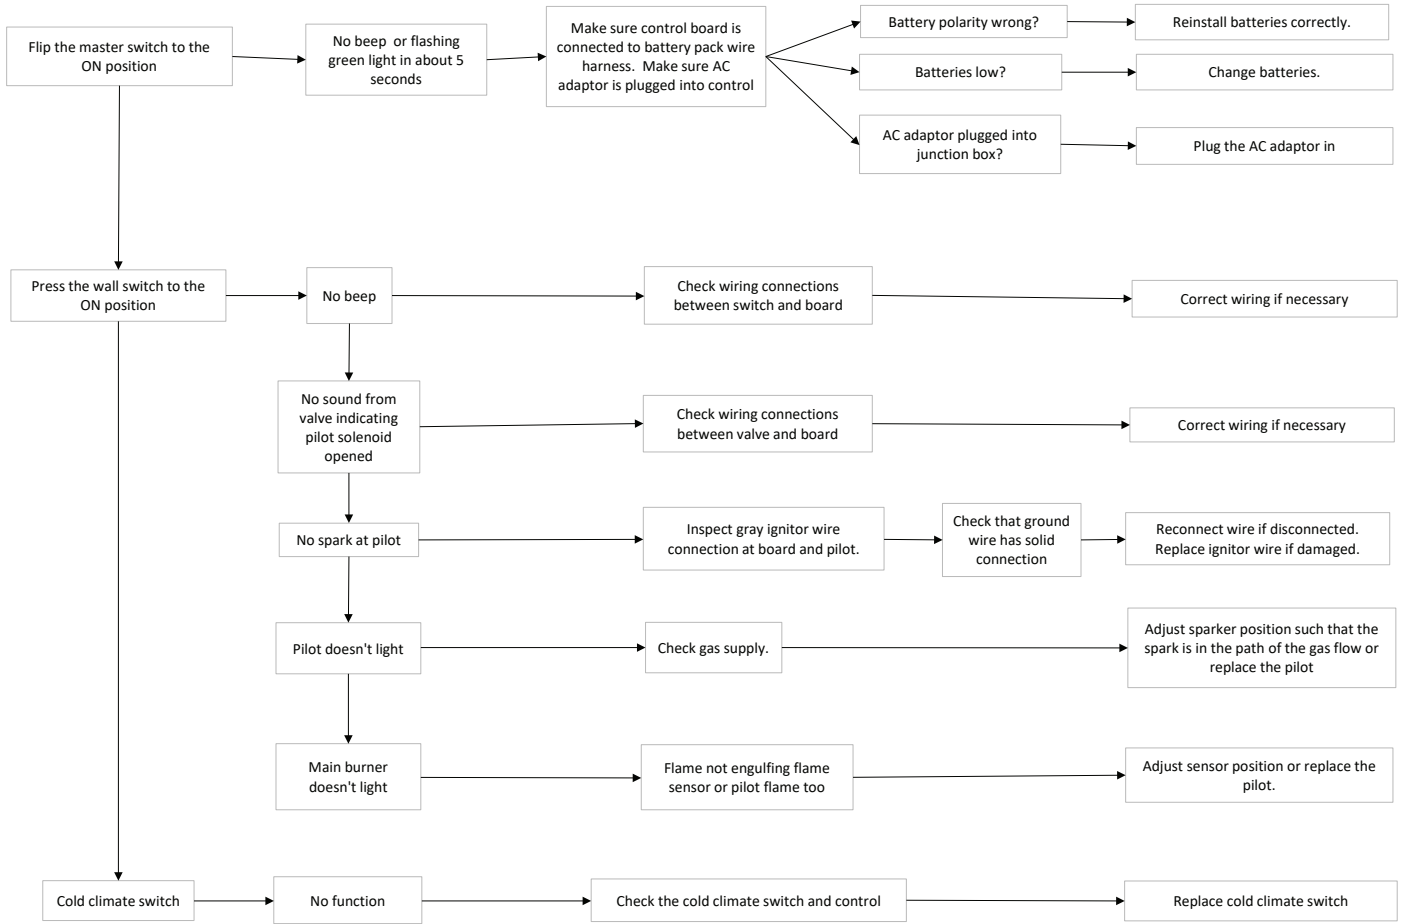 Flip the master switch to the
ON position
No beep or flashing
green light in about 5
seconds
Make sure control board is
connected to battery pack wire
harness. Make sure AC
adaptor is plugged into control
Battery polarity wrong?
Reinstall batteries correctly.
Batteries low?
Change batteries.
AC adaptor plugged into
junction box?
Plug the AC adaptor in
Press the wall switch to the
ON position
No beep
Check wiring connections
between switch and board
Correct wiring if necessary
No sound from
valve indicating
pilot solenoid
opened
Check wiring connections
between valve and board
Correct wiring if necessary
No spark at pilot
Inspect gray ignitor wire
connection at board and pilot.
Check that ground
wire has solid
connection
Reconnect wire if disconnected.
Replace ignitor wire if damaged.
Pilot doesn't light
Check gas supply.
Adjust sparker position such that the
spark is in the path of the gas flow or
replace the pilot
Main burner
doesn't light
Flame not engulfing flame
sensor or pilot flame too
Adjust sensor position or replace the
pilot.
Cold climate switch
No function
Check the cold climate switch and control
Replace cold climate switch